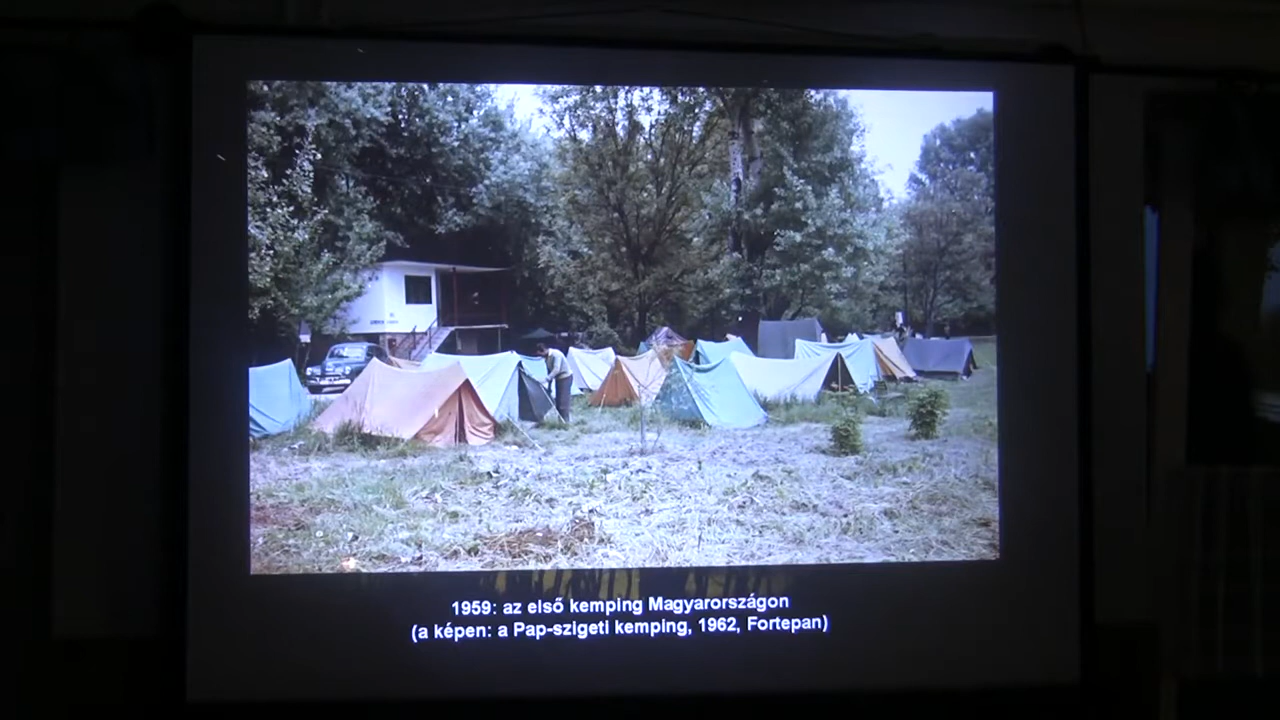 1959: az első kemping Magyarországon
(a képen: a Pap-szigeti kemping, 1962, Fortepan)